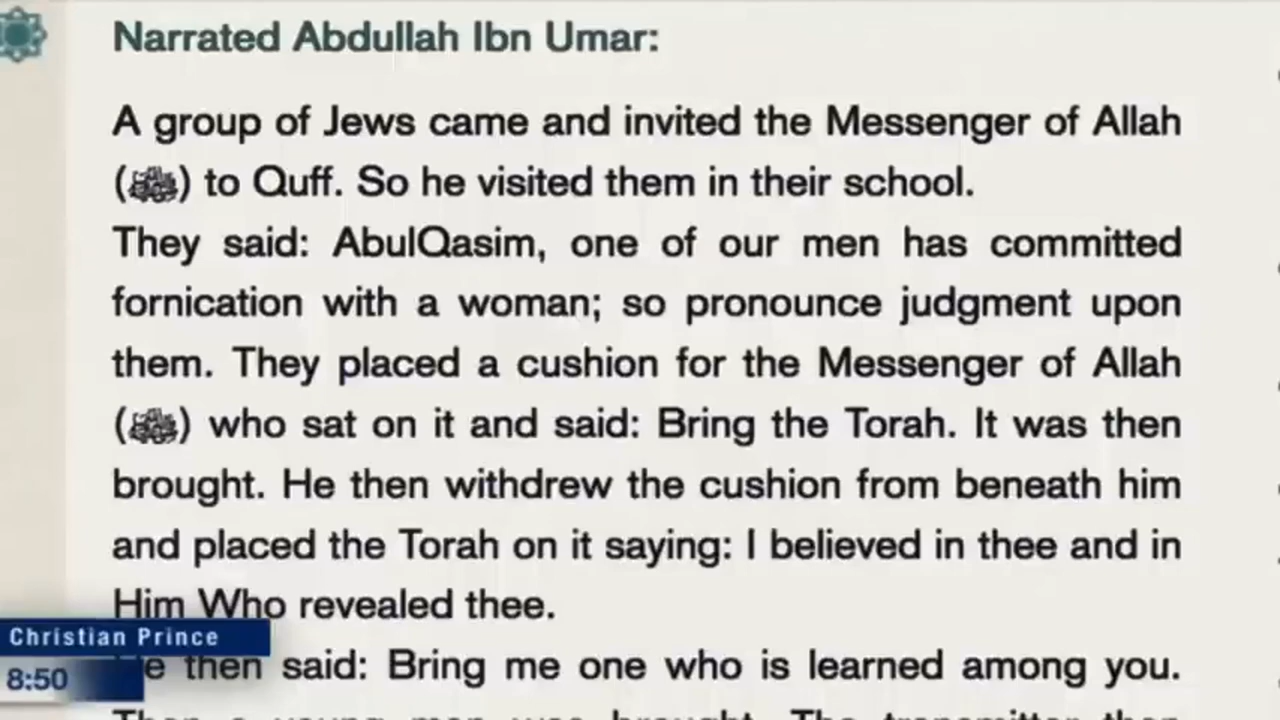 Narrated Abdullah Ibn Umar:
A group of Jews came and invited the Messenger of Allah
(ﷺ) to Quff. So he visited them in their school.
They said: AbulQasim, one of our men has committed
fornication with a woman; so pronounce judgment upon
them. They placed a cushion for the Messenger of Allah
(ﷺ) who sat on it and said: Bring the Torah. It was then
brought. He then withdrew the cushion from beneath him
and placed the Torah on it saying: I believed in thee and in
Him Who revealed thee.
Christian Prince
then said: Bring me one who is learned among you.
8:50